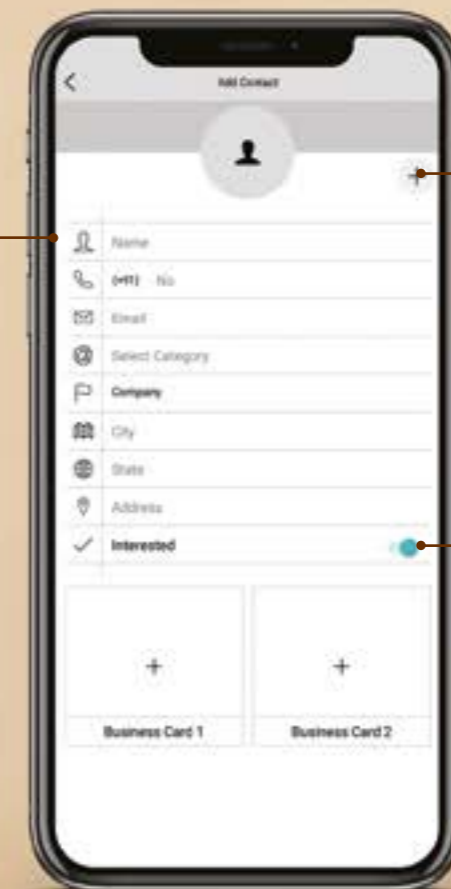 Add Contact
Name
(+91) No
Email
Select Category
Company
City
State
Address
Interested
Business Card 1
Business Card 2